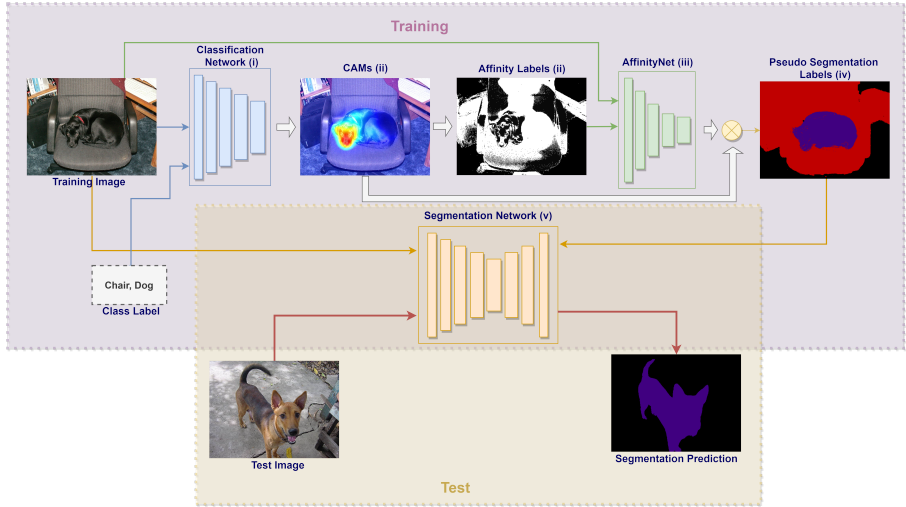 Training
Classification
Network (i)
CAMs (ii)
Affinity Labels (ii)
AffinityNet (iii)
Pseudo Segmentation
Labels (iv)
Training Image
Segmentation Network (v)
Chair, Dog
Class Label
Test Image
Segmentation Prediction
Test